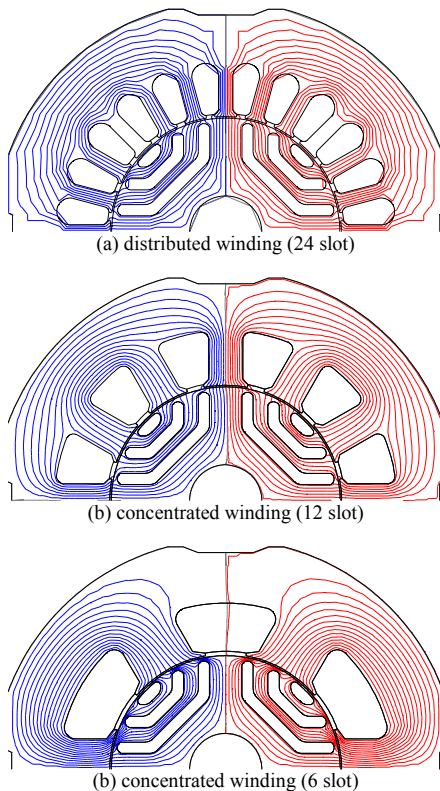 (a) distributed winding (24 slot)
(b) concentrated winding (12 slot)
(b) concentrated winding (6 slot)